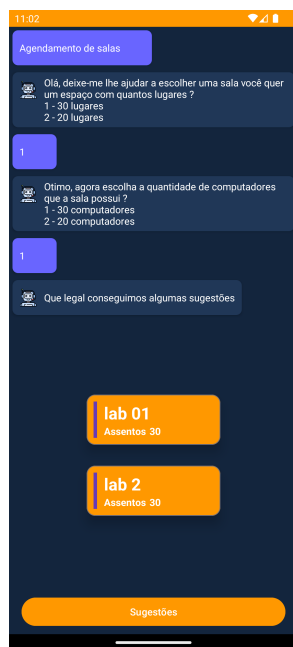 11:02
Agendamento de salas
Olá, deixe-me lhe ajudar a escolher uma sala você quer
um espaço com quantos lugares ?
1 - 30 lugares
2 - 20 lugares
1
Otimo, agora escolha a quantidade de computadores
que a sala possui ?
1 - 30 computadores
2 - 20 computadores
1
Que legal conseguimos algumas sugestões
lab 01
Assentos 30
lab 2
Assentos 30
Sugestões